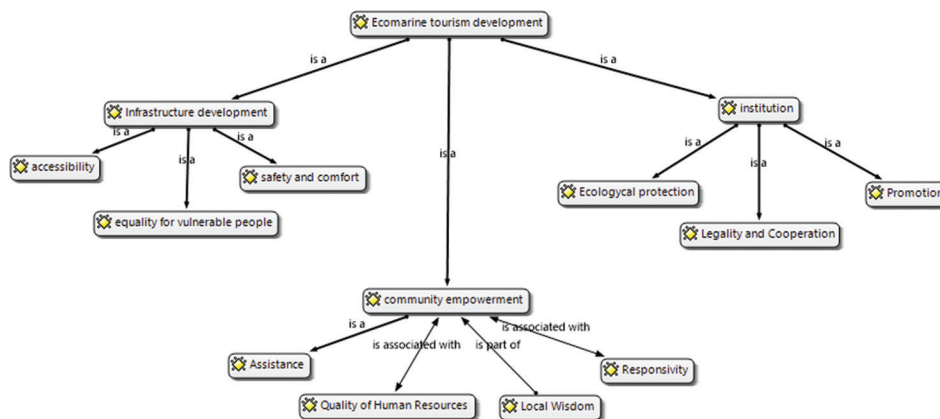 Ecomarine tourism development
is a
is a
is a
Infrastructure development
institution
is a
is a
is a
is a
is a
is a
accessibility
safety and comfort
equality for vulnerable people
Ecologycal protection
Promotion
Legality and Cooperation
community empowerment
is a
is associated with
is part of
is associated with
Assistance
Responsivity
Quality of Human Resources
Local Wisdom